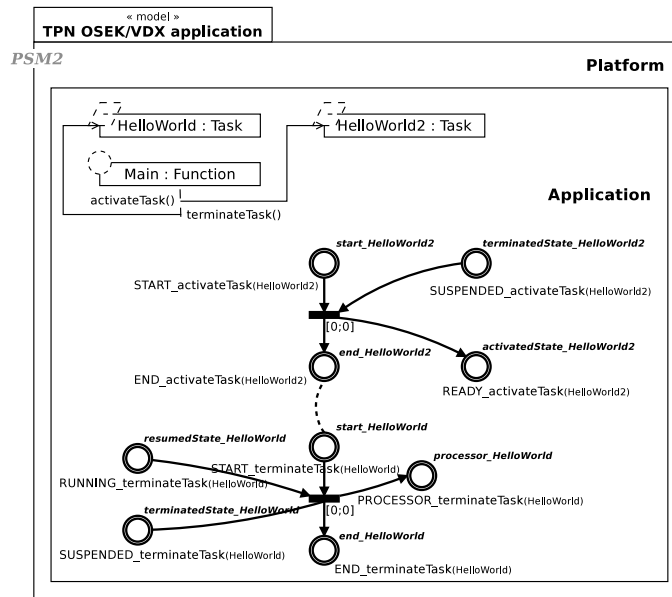 « model »
TPN OSEK/VDX application
PSM2
Platform
HelloWorld : Task
HelloWorld2 : Task
Main : Function
activateTask()
terminateTask()
Application
start_HelloWorld2
terminatedState_HelloWorld2
START_activateTask(HelloWorld2)
SUSPENDED_activateTask(HelloWorld2)
[0;0]
end_HelloWorld2
activatedState_HelloWorld2
END_activateTask(HelloWorld2)
READY_activateTask(HelloWorld2)
start_HelloWorld
resumedState_HelloWorld
processor_HelloWorld
START_terminateTask(HelloWorld)
RUNNING_terminateTask(HelloWorld)
PROCESSOR_terminateTask(HelloWorld)
terminatedState_HelloWorld
[0;0]
end_HelloWorld
SUSPENDED_terminateTask(HelloWorld)
END_terminateTask(HelloWorld)